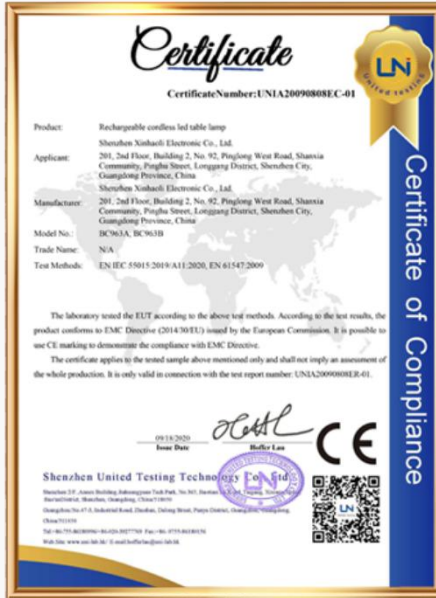 Certificate
CertificateNumber:UNIA20090808EC-01
UN
United testing
Product: Rechargeable cordless led table lamp
Shenzhen Xinhaoli Electronic Co., Ltd.
Applicant: 201, 2nd Floor, Building 2, No. 92, Pinglong West Road, Shanxia
Community, Pinghu Street, Longgang District, Shenzhen City,
Guangdong Province, China
Shenzhen Xinhaoli Electronic Co., Ltd.
Manufacturer: 201, 2nd Floor, Building 2, No. 92, Pinglong West Road, Shanxia
Community, Pinghu Street, Longgang District, Shenzhen City,
Guangdong Province, China
Model No.: BC963A, BC963B
Trade Name: N/A
Test Methods: EN IEC 55015:2019/A11:2020, EN 61547:2009
The laboratory tested the EUT according to the above test methods. According to the test results, the
product conforms to EMC Directive (2014/30/EU) issued by the European Commission. It is possible to
use CE marking to demonstrate the compliance with EMC Directive.
The certificate applies to the tested sample above mentioned only and shall not imply an assessment of
the whole production. It is only valid in connection with the test report number: UNIA20090808ER-01.
09/18/2020
Issue Date
Hoffer Lau
CE
Certificate of Compliance
Shenzhen United Testing Technology Co., Ltd.
UN